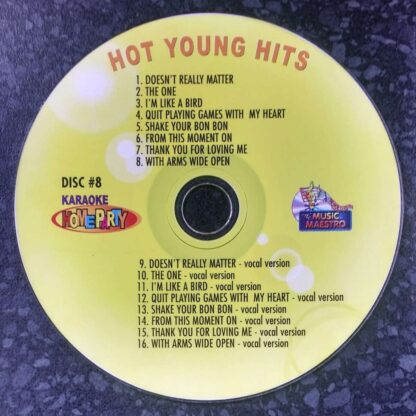 HOT YOUNG HITS
1. DOESN'T REALLY MATTER
2. THE ONE
3. I'M LIKE A BIRD
4. QUIT PLAYING GAMES WITH MY HEART
5. SHAKE YOUR BON BON
6. FROM THIS MOMENT ON
7. THANK YOU FOR LOVING ME
8. WITH ARMS WIDE OPEN
DISC #8
KARAOKE
HOMEPARTY
MUSIC
MAESTRO
9. DOESN'T REALLY MATTER - vocal version
10. THE ONE - vocal version
11. I'M LIKE A BIRD - vocal version
12. QUIT PLAYING GAMES WITH MY HEART - vocal version
13. SHAKE YOUR BON BON - vocal version
14. FROM THIS MOMENT ON - vocal version
15. THANK YOU FOR LOVING ME - vocal version
16. WITH ARMS WIDE OPEN - vocal version